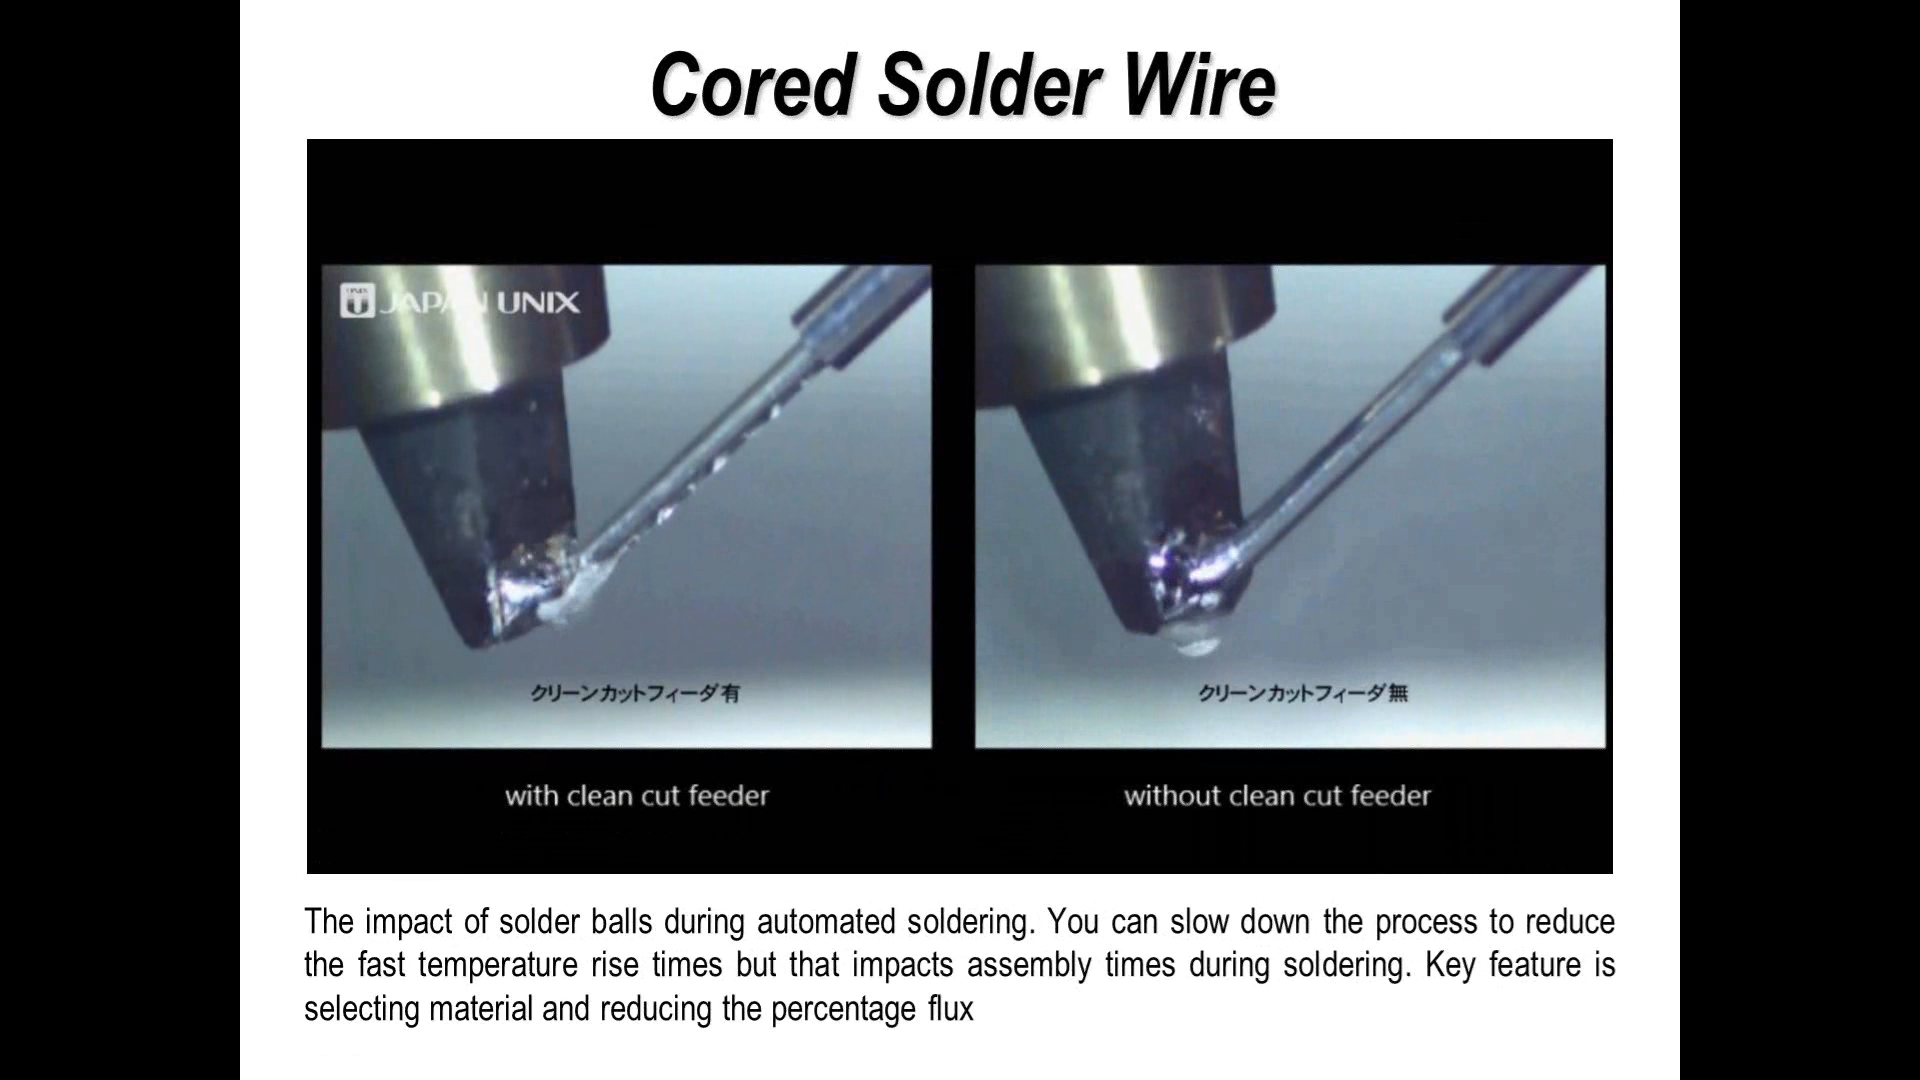 Cored Solder Wire
UNIX
JAPAN UNIX
クリーンカットフィーダ有
クリーンカットフィーダ無
with clean cut feeder
without clean cut feeder
The impact of solder balls during automated soldering. You can slow down the process to reduce
the fast temperature rise times but that impacts assembly times during soldering. Key feature is
selecting material and reducing the percentage flux